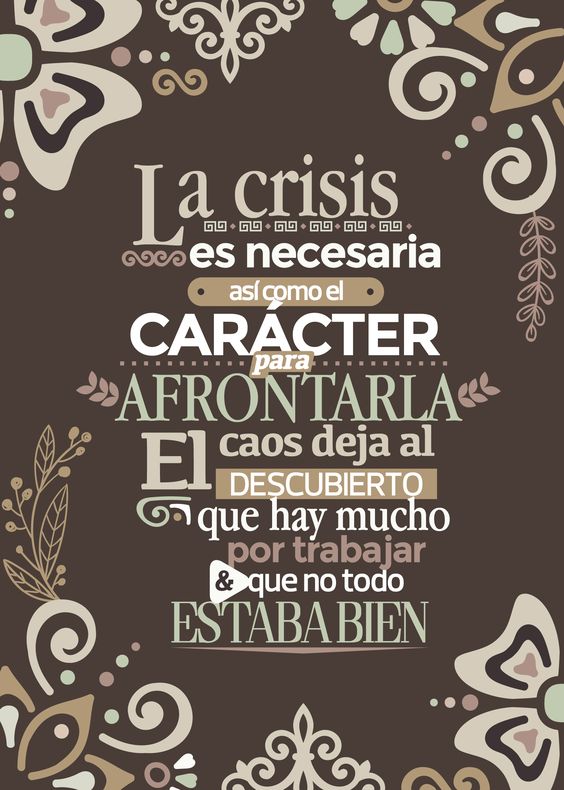 La crisis
es necesaria
así como el
CARÁCTER
para
AFRONTARLA
El caos deja al
DESCUBIERTO
que hay mucho
por trabajar
& que no todo
ESTABA BIEN